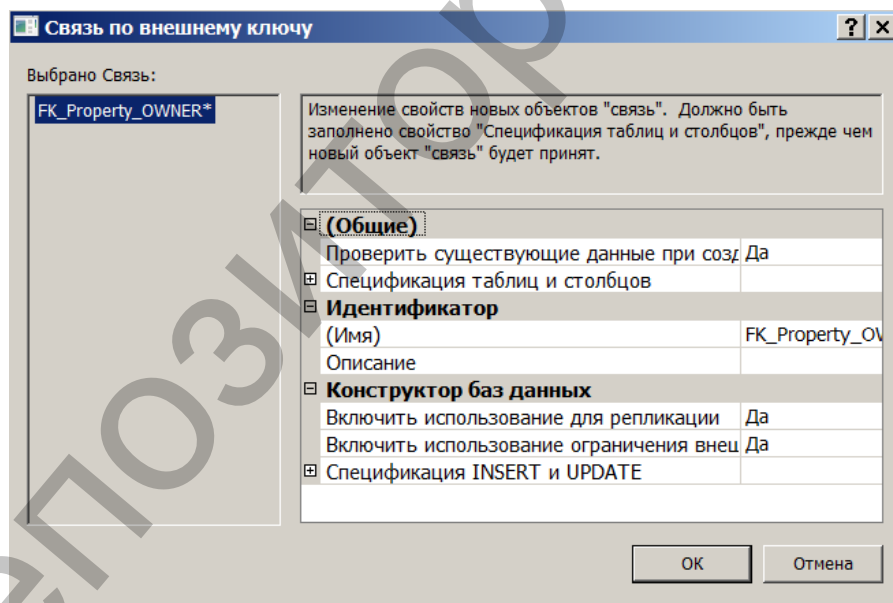 Связь по внешнему ключу
Выбрано Связь:
FK_Property_OWNER*
Изменение свойств новых объектов "связь". Должно быть
заполнено свойство "Спецификация таблиц и столбцов", прежде чем
новый объект "связь" будет принят.
(Общие)
Проверить существующие данные при созд Да
Спецификация таблиц и столбцов
Идентификатор
(Имя) FK_Property_OW
Описание
Конструктор баз данных
Включить использование для репликации Да
Включить использование ограничения внеш Да
Спецификация INSERT и UPDATE
ОК Отмена